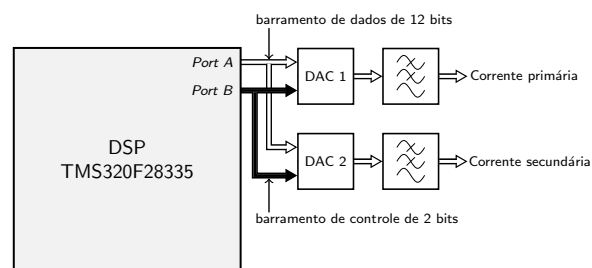 barramento de dados de 12 bits
Port A
Port B
DAC 1
Corrente primária
DSP
TMS320F28335
DAC 2
Corrente secundária
barramento de controle de 2 bits